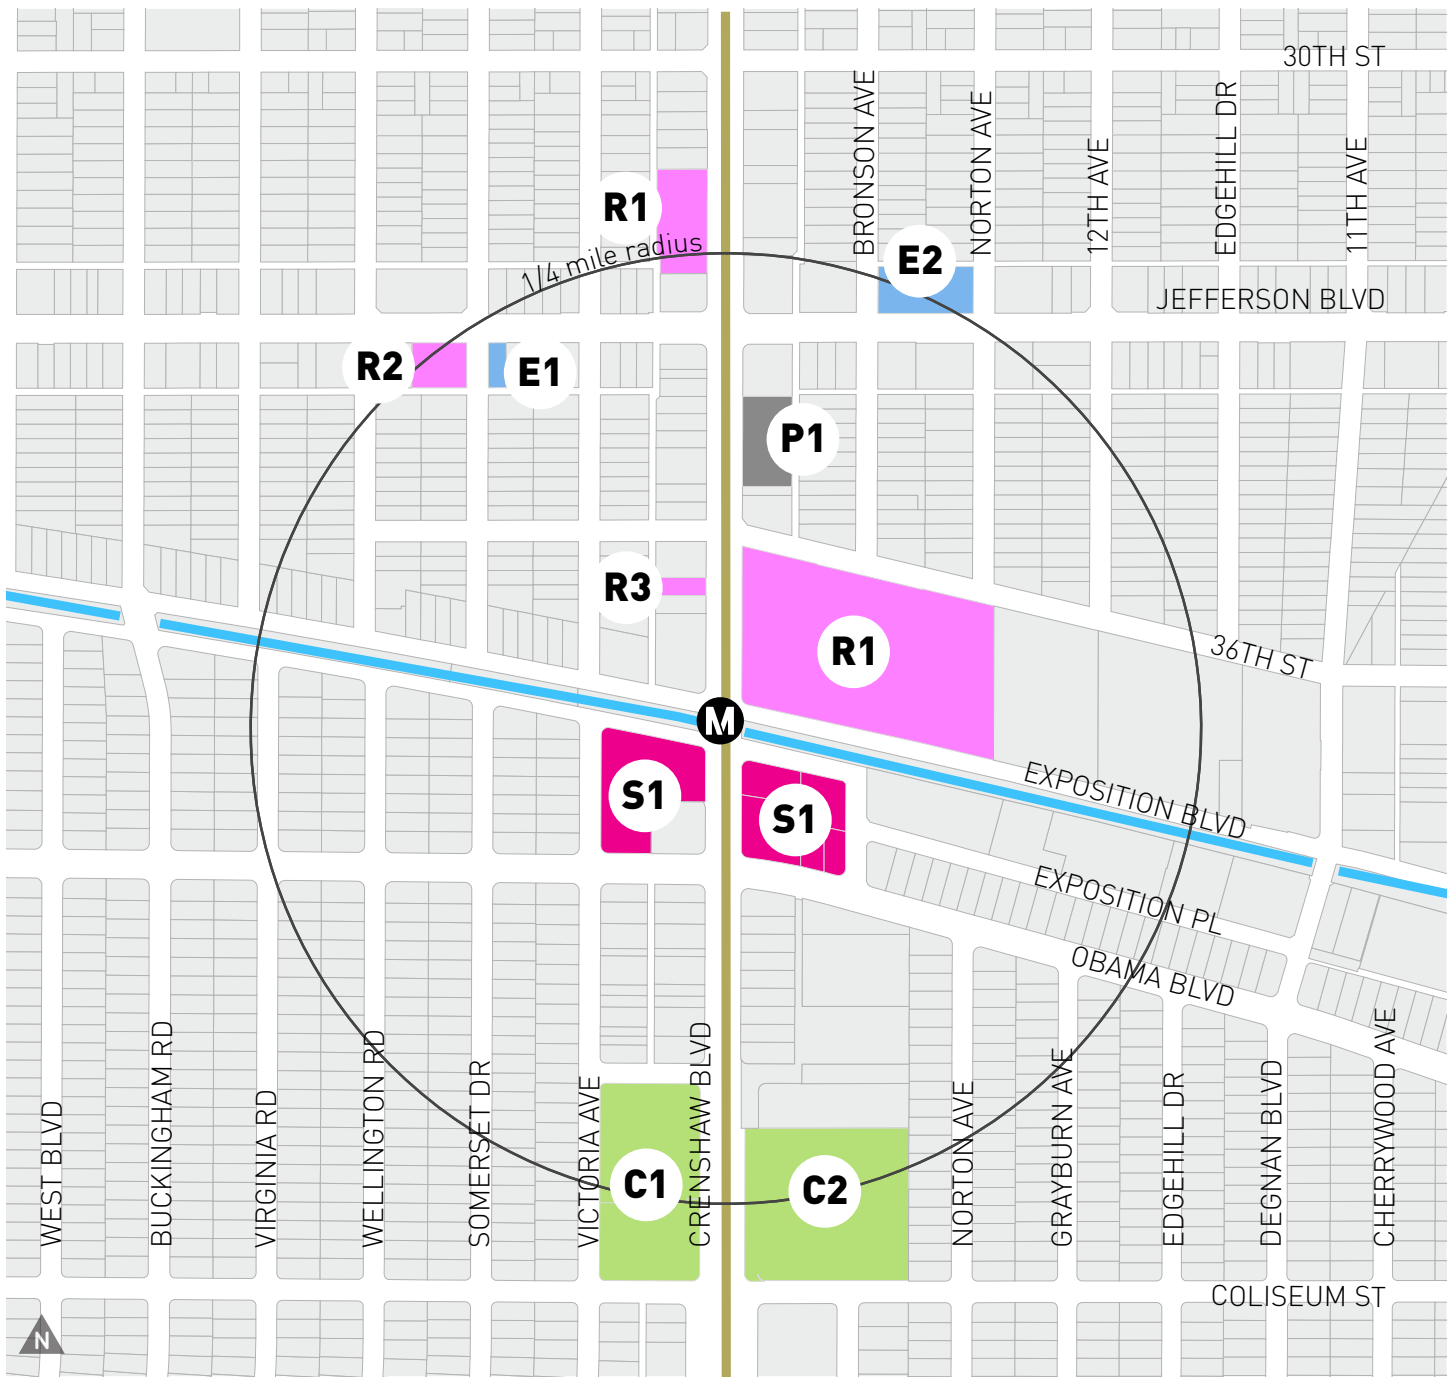 30TH ST
BRONSON AVE
NORTON AVE
12TH AVE
EDGEHILL DR
11TH AVE
R1
1/4 mile radius
E2
JEFFERSON BLVD
R2
E1
P1
R3
R1
36TH ST
M
S1
S1
EXPOSITION BLVD
EXPOSITION PL
OBAMA BLVD
WEST BLVD
BUCKINGHAM RD
VIRGINIA RD
WELLINGTON RD
SOMERSET DR
VICTORIA AVE
CRENSHAW BLVD
NORTON AVE
GRAYBURN AVE
EDGEHILL DR
DEGNAN BLVD
CHERRYWOOD AVE
C1
C2
COLISEUM ST
N